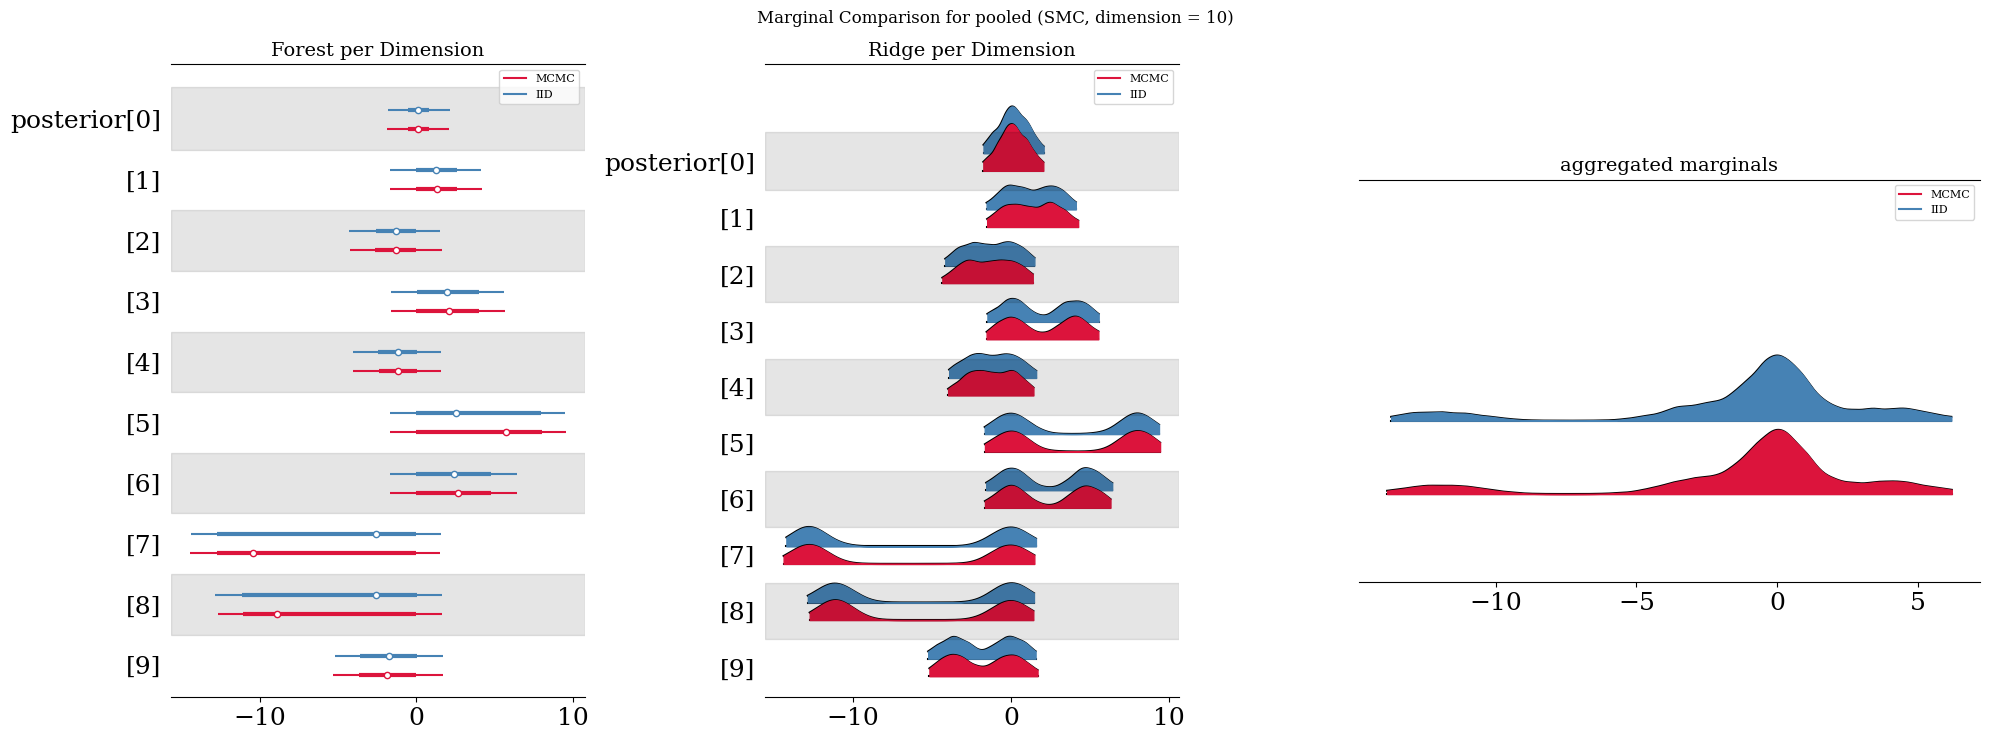 Marginal Comparison for pooled (SMC, dimension = 10)
Forest per Dimension
MCMC
IID
posterior[0]
[1]
[2]
[3]
[4]
[5]
[6]
[7]
[8]
[9]
−10 0 10
Ridge per Dimension
MCMC
IID
posterior[0]
[1]
[2]
[3]
[4]
[5]
[6]
[7]
[8]
[9]
−10 0 10
aggregated marginals
MCMC
IID
−10 −5 0 5